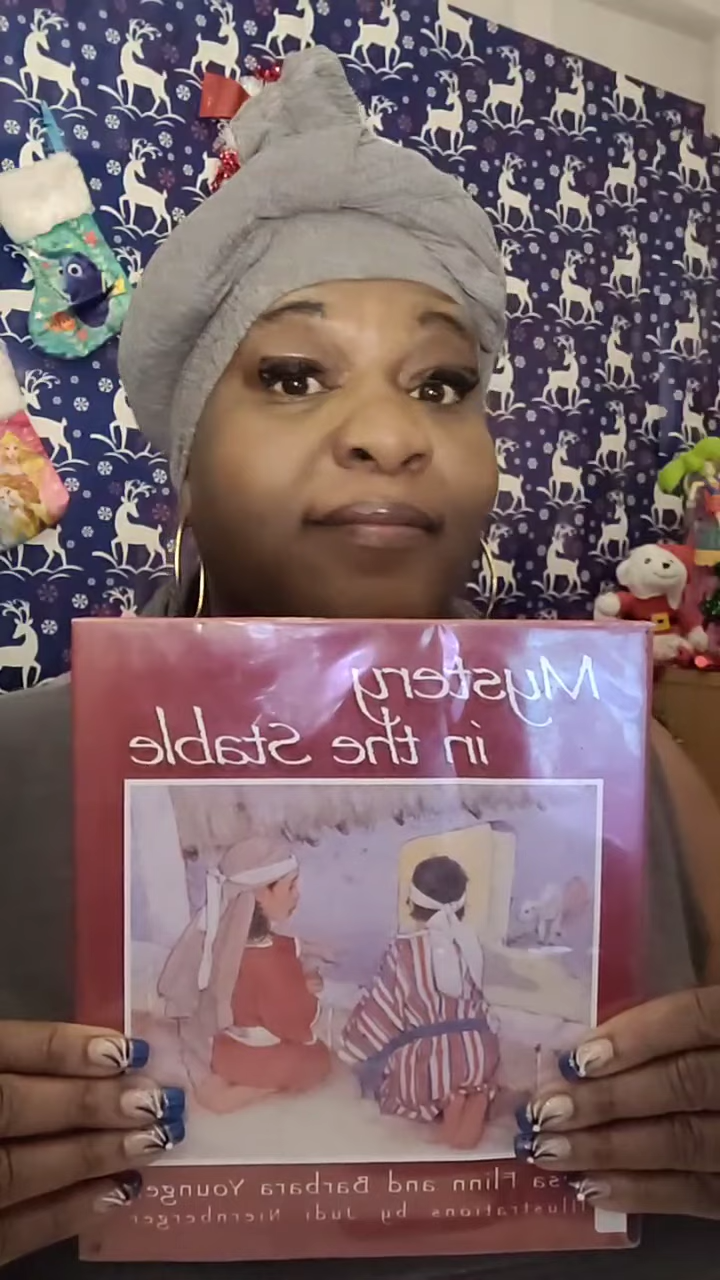 Mystery
in the Stable
Flinn and Barbara Younger
Illustrations by Judi Niernberger